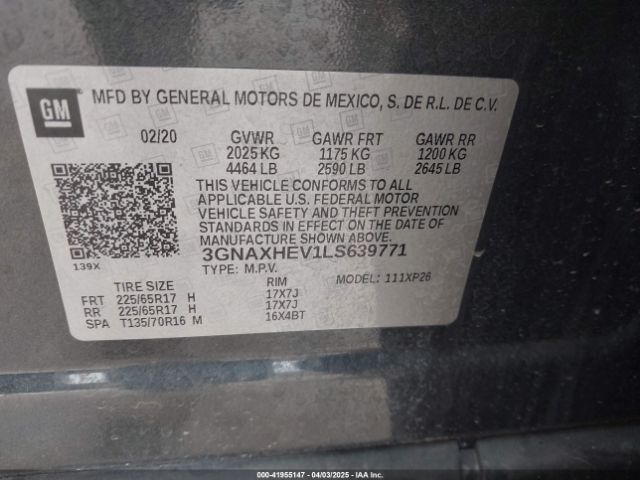 GM
MFD BY GENERAL MOTORS DE MEXICO, S. DE R.L. DE C.V.
02/20 GVWR GAWR FRT GAWR RR
2025 KG 1175 KG 1200 KG
4464 LB 2590 LB 2645 LB
THIS VEHICLE CONFORMS TO ALL
APPLICABLE U.S. FEDERAL MOTOR
VEHICLE SAFETY AND THEFT PREVENTION
STANDARDS IN EFFECT ON THE DATE OF
MANUFACTURE SHOWN ABOVE.
139X
3GNAXHEV1LS639771
TYPE: M.P.V. MODEL: 111XP26
TIRE SIZE RIM
FRT 225/65R17 H 17X7J
RR 225/65R17 H 17X7J
SPA T135/70R16 M 16X4BT
000-41955147 04/03/2025 IAA Inc.